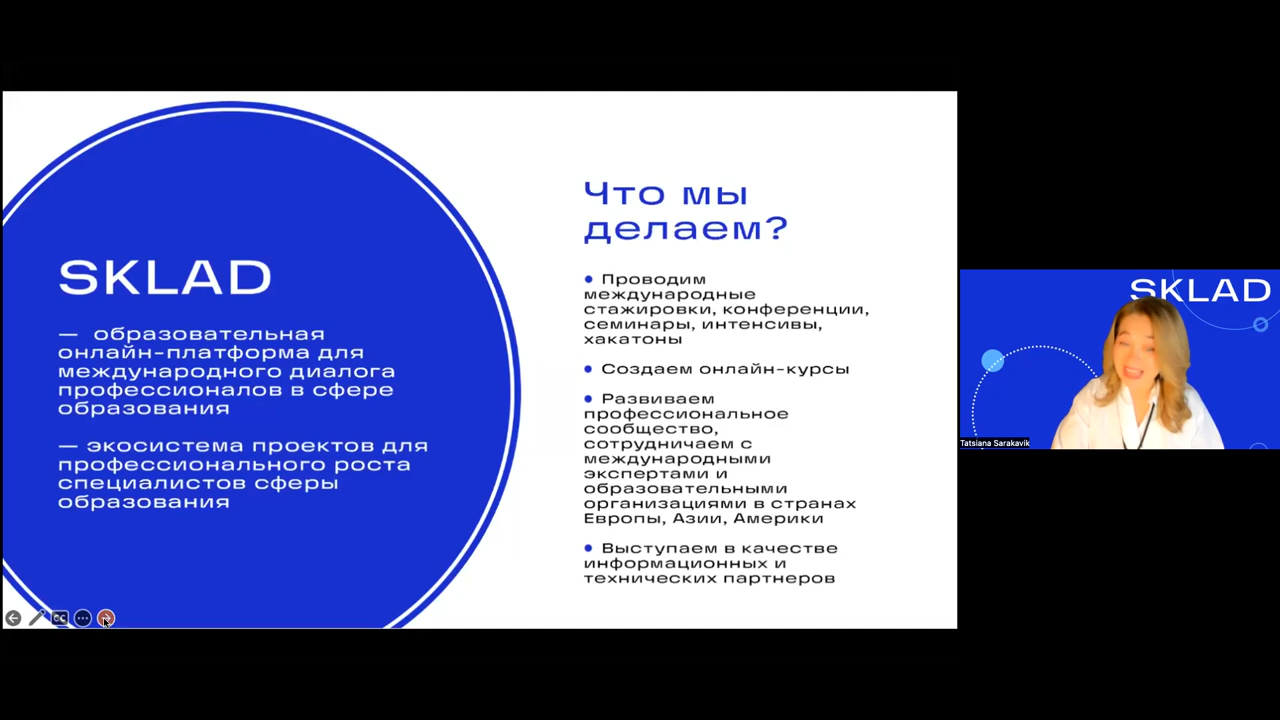 SKLAD
— образовательная
онлайн-платформа для
международного диалога
профессионалов в сфере
образования
— экосистема проектов для
профессионального роста
специалистов сферы
образования
Что мы
делаем?
• Проводим
международные
стажировки, конференции,
семинары, интенсивы,
хакатоны
• Создаем онлайн-курсы
• Развиваем
профессиональное
сообщество,
сотрудничаем с
международными
экспертами и
образовательными
организациями в странах
Европы, Азии, Америки
• Выступаем в качестве
информационных и
технических партнеров
CC
SKLAD
Tatsiana Sarakavik